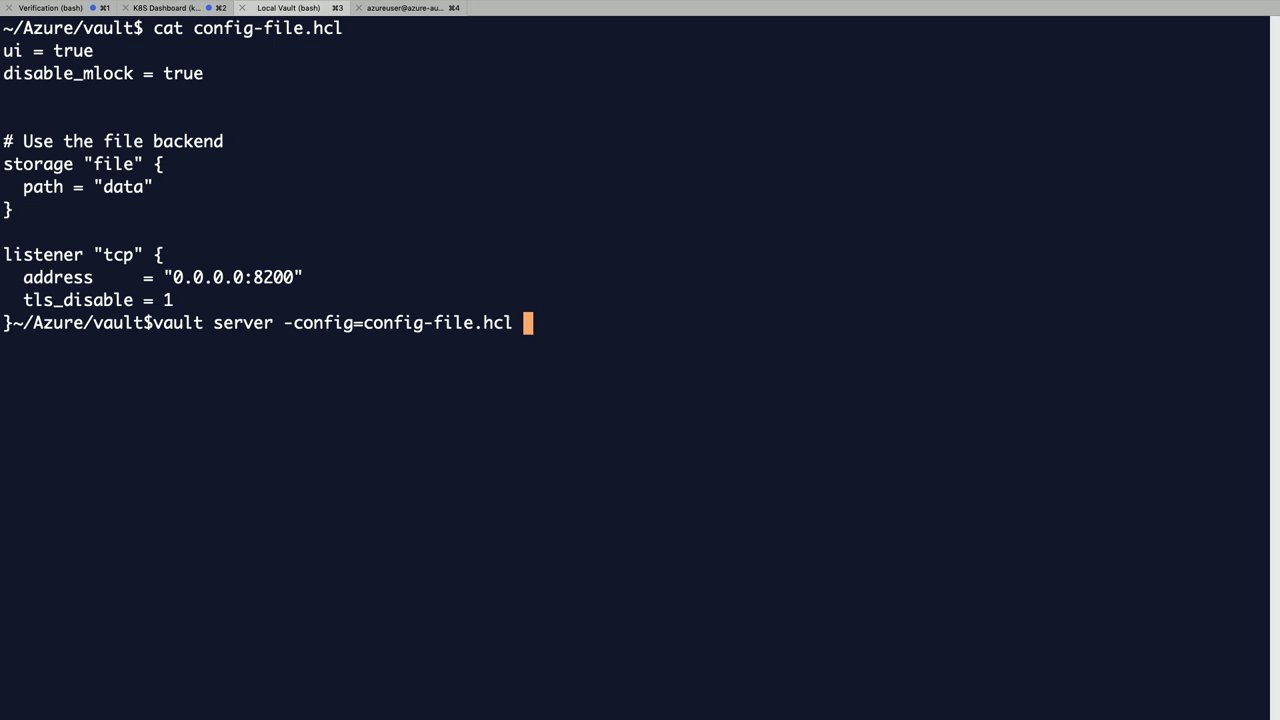 Verification (bash) ⌘1 K8S Dashboard (k... ⌘2 Local Vault (bash) ⌘3 azureuser@azure-au... ⌘4
~/Azure/vault$ cat config-file.hcl
ui = true
disable_mlock = true
# Use the file backend
storage "file" {
  path = "data"
}
listener "tcp" {
  address     = "0.0.0.0:8200"
  tls_disable = 1
}~/Azure/vault$vault server -config=config-file.hcl